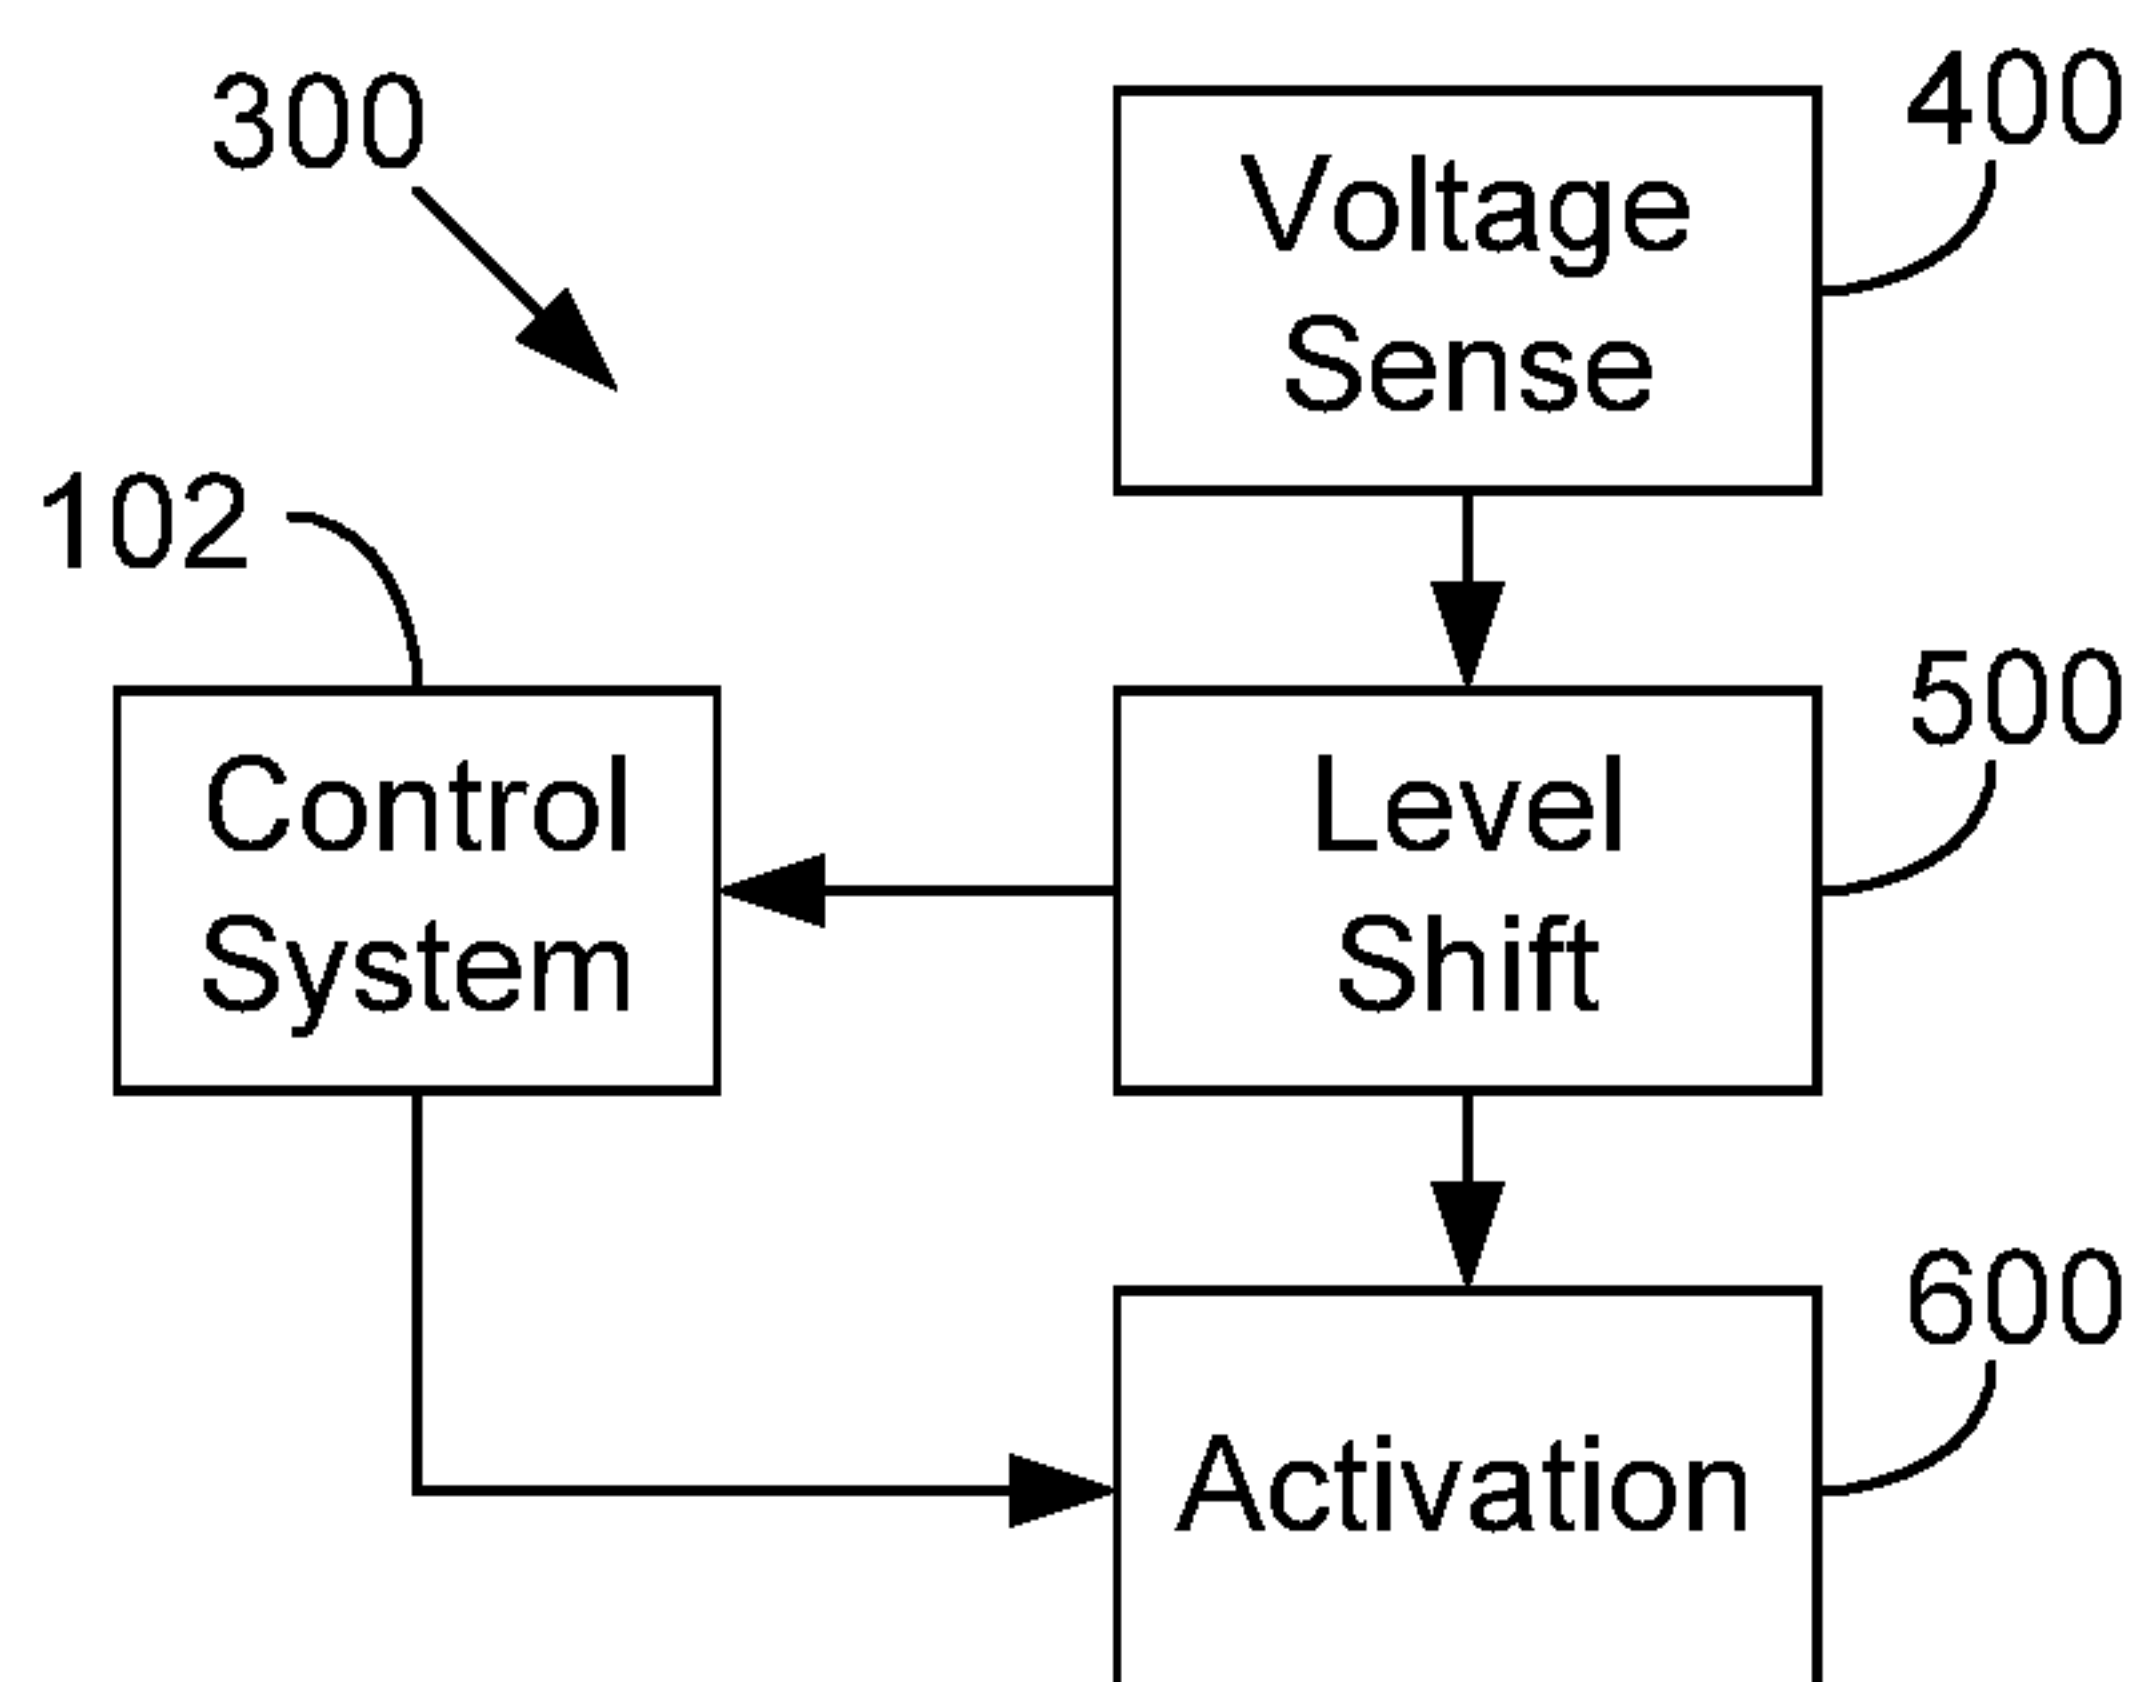 300
400
Voltage
Sense
102
500
Control
System
Level
Shift
600
Activation